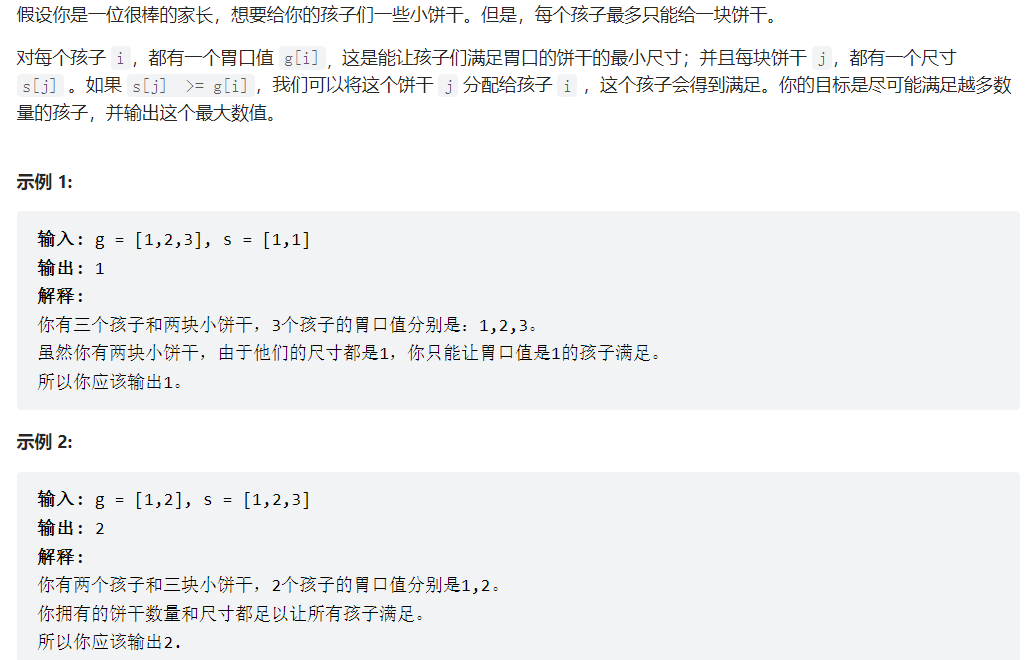 假设你是一位很棒的家长，想要给你的孩子们一些小饼干。但是，每个孩子最多只能给一块饼干。
对每个孩子 i，都有一个胃口值 g[i]，这是能让孩子们满足胃口的饼干的最小尺寸；并且每块饼干 j，都有一个尺寸
s[j] 。如果 s[j] >= g[i]，我们可以将这个饼干 j 分配给孩子 i ，这个孩子会得到满足。你的目标是尽可能满足越多数
量的孩子，并输出这个最大数值。
示例 1:
输入: g = [1,2,3], s = [1,1]
输出: 1
解释:
你有三个孩子和两块小饼干，3个孩子的胃口值分别是：1,2,3。
虽然你有两块小饼干，由于他们的尺寸都是1，你只能让胃口值是1的孩子满足。
所以你应该输出1。
示例 2:
输入: g = [1,2], s = [1,2,3]
输出: 2
解释:
你有两个孩子和三块小饼干，2个孩子的胃口值分别是1,2。
你拥有的饼干数量和尺寸都足以让所有孩子满足。
所以你应该输出2.